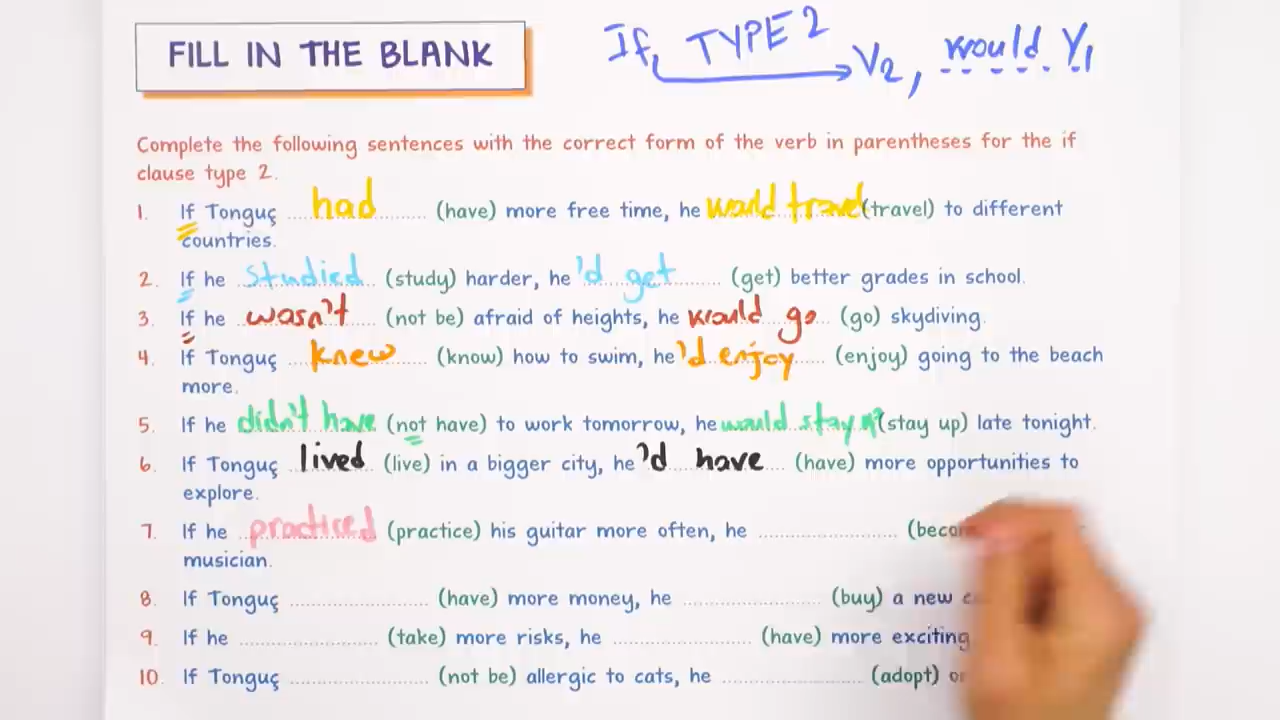 FILL IN THE BLANK
If, TYPE 2 V2, would V1
Complete the following sentences with the correct form of the verb in parentheses for the if
clause type 2.
1. If Tonguç had (have) more free time, he would travel (travel) to different
countries.
2. If he studied (study) harder, he 'd get (get) better grades in school.
3. If he wasn't (not be) afraid of heights, he would go (go) skydiving.
4. If Tonguç knew (know) how to swim, he 'd enjoy (enjoy) going to the beach
more.
5. If he didn't have (not have) to work tomorrow, he would stay up (stay up) late tonight.
6. If Tonguç lived (live) in a bigger city, he 'd have (have) more opportunities to
explore.
7. If he practiced (practice) his guitar more often, he ........................
musician.
8. If Tonguç ........................ (have) more money, he ........................ (buy) a new
9. If he ........................ (take) more risks, he ........................ (have) more exciting
10. If Tonguç ........................ (not be) allergic to cats, he ........................ (adopt)